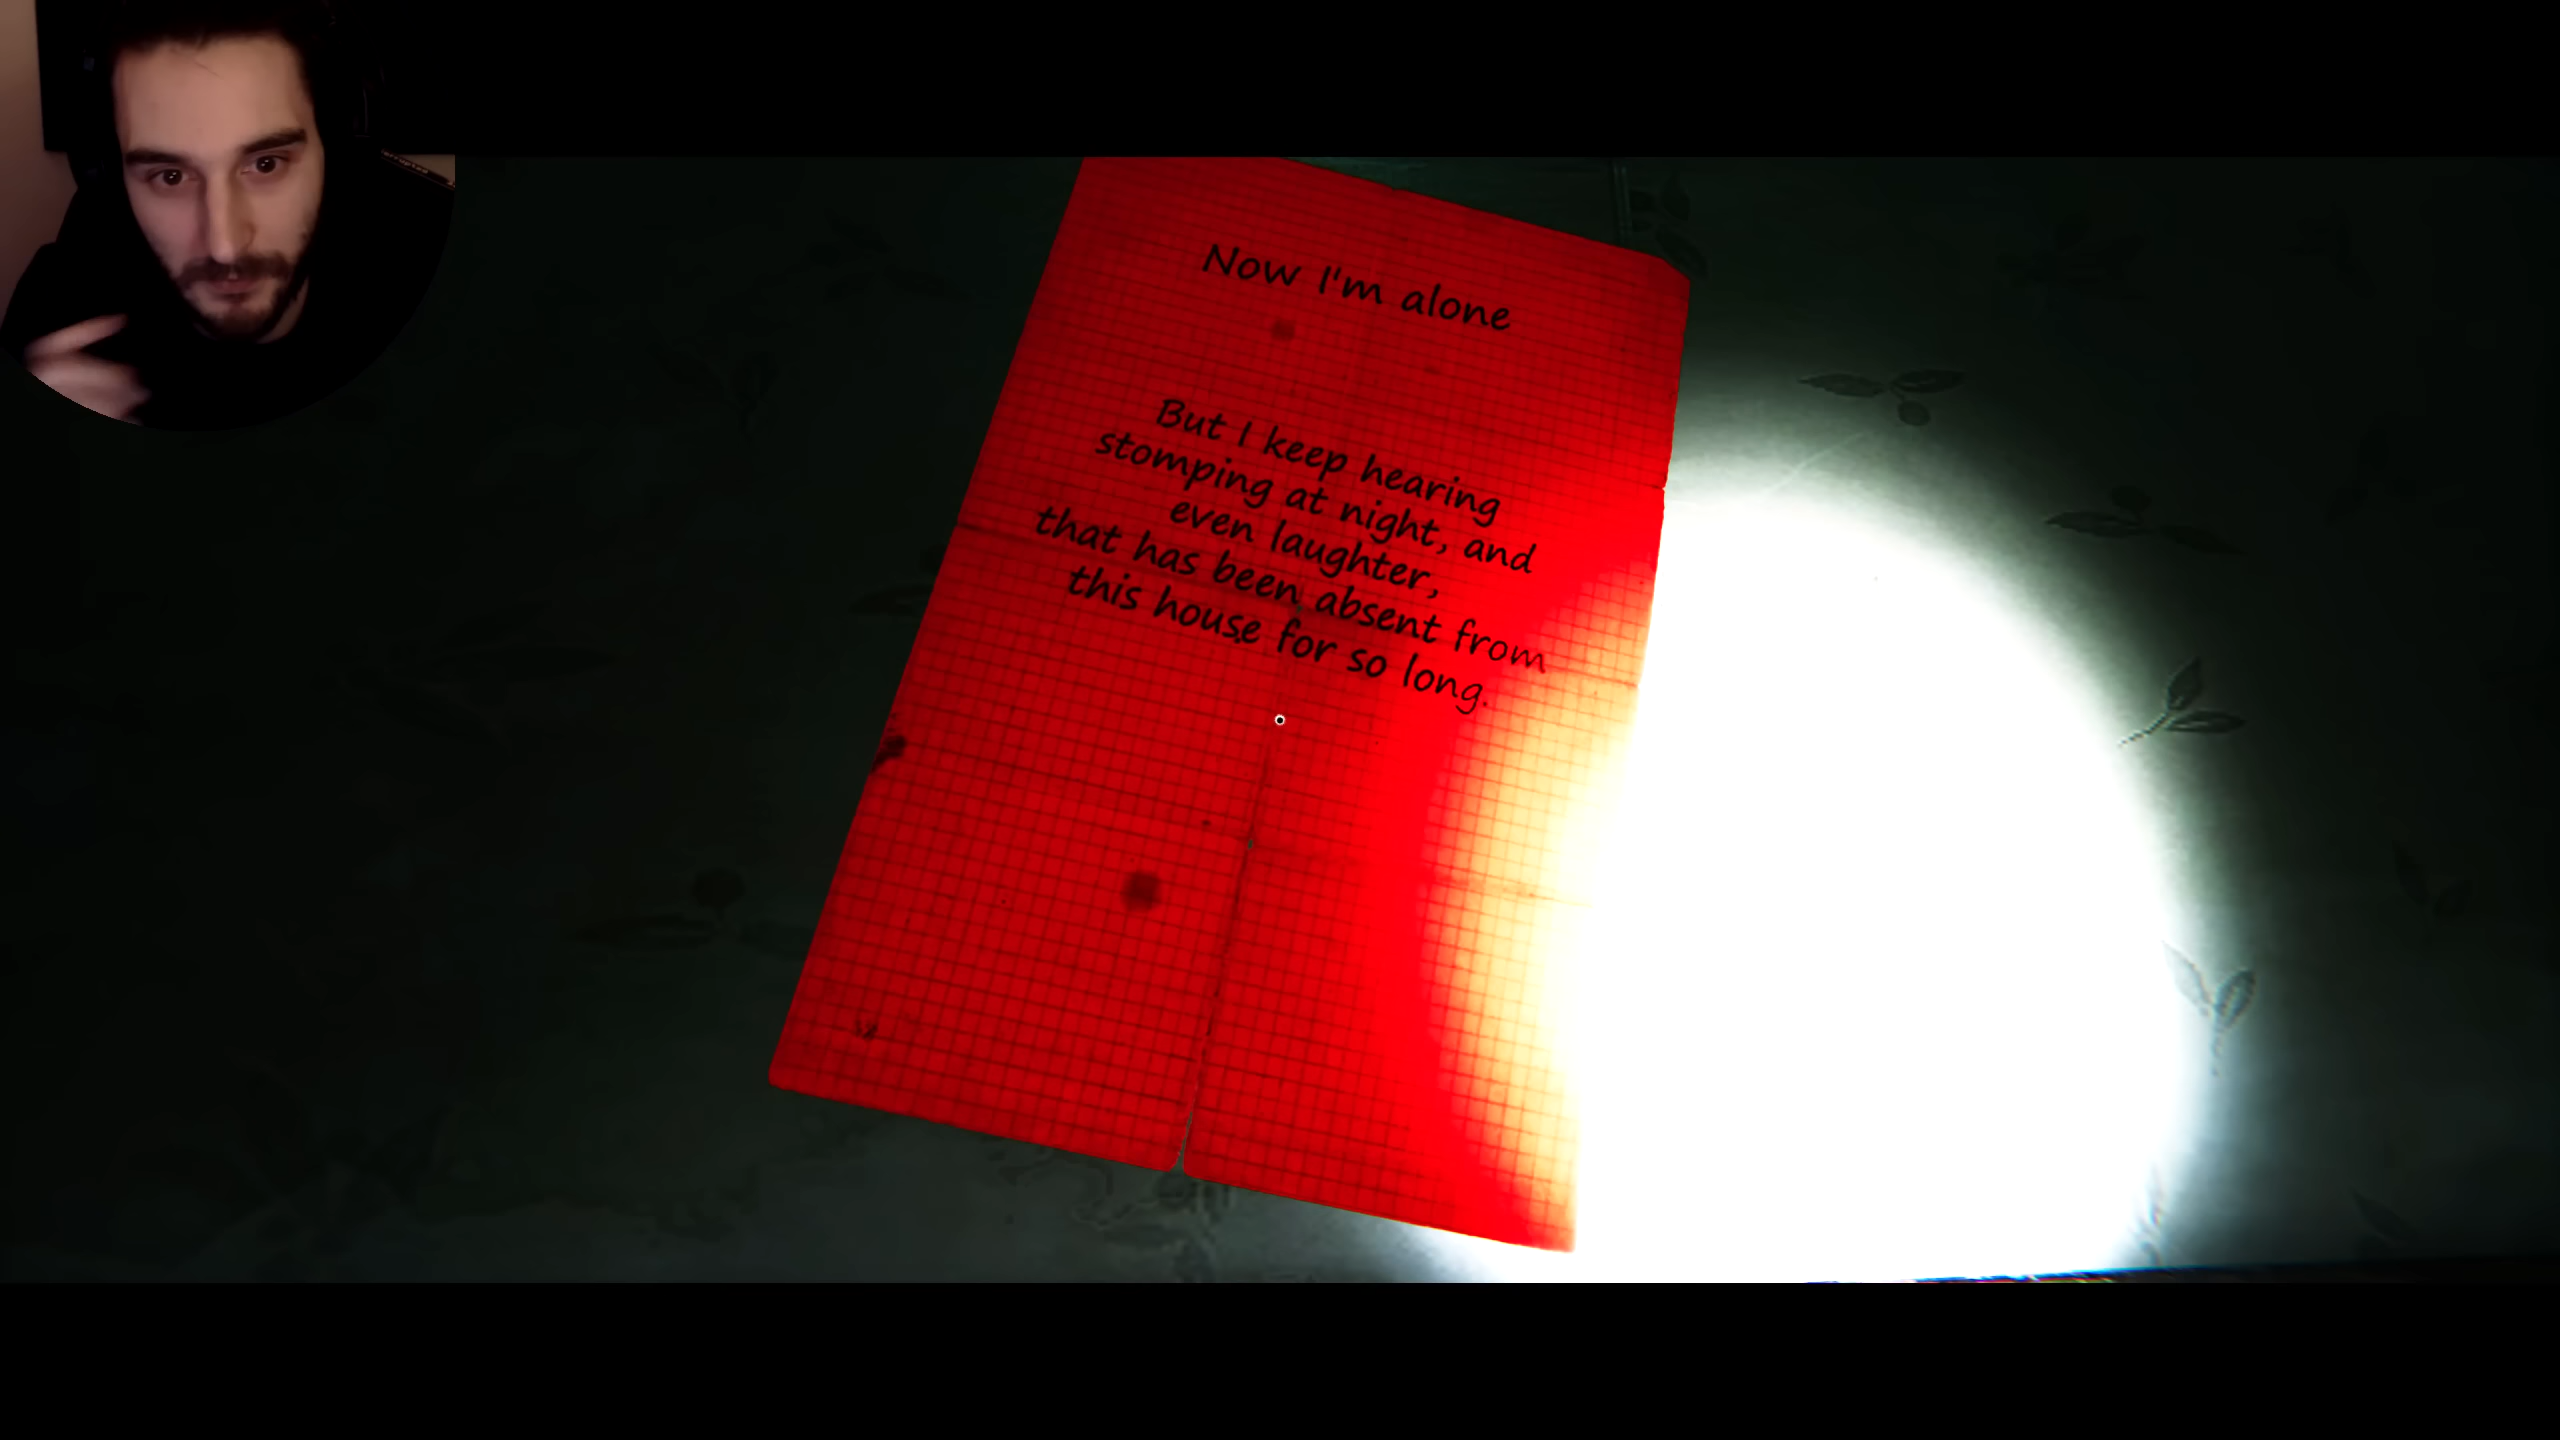 Now I'm alone
But I keep hearing
stomping at night, and
even laughter,
that has been absent from
this house for so long.